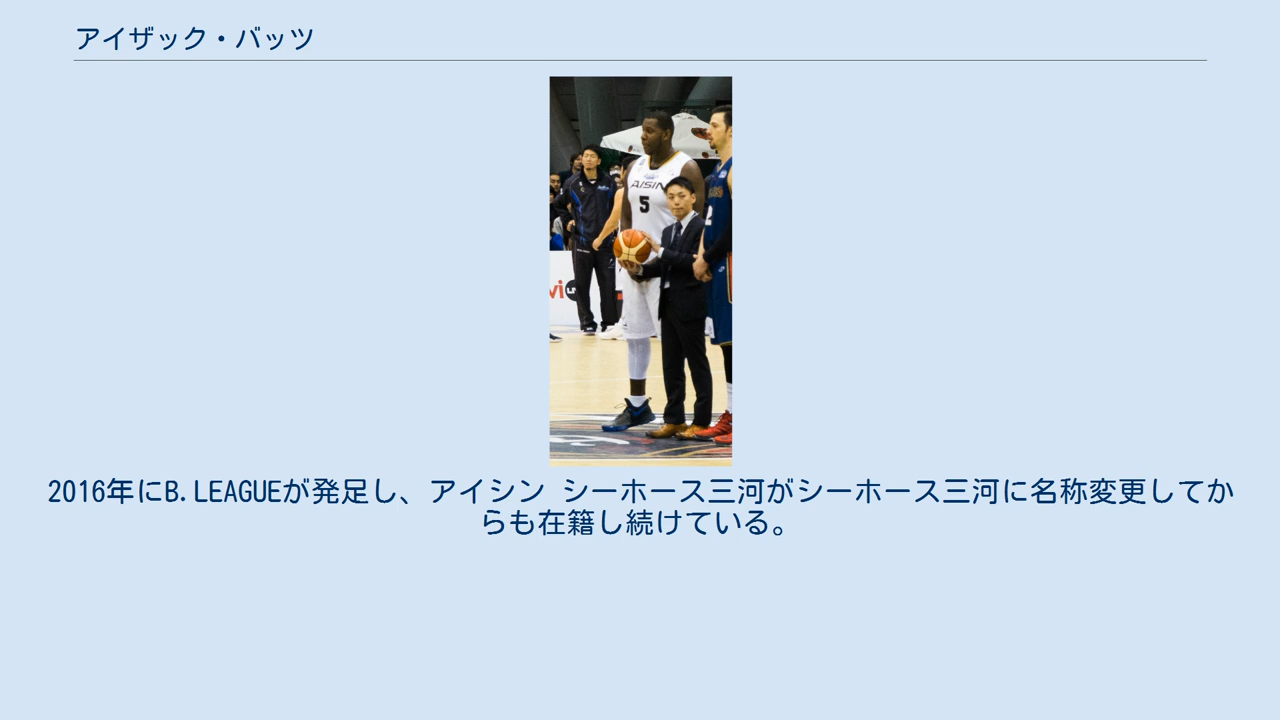 アイザック・バッツ
AISIN
5
2
2016年にB.LEAGUEが発足し、アイシン シーホース三河がシーホース三河に名称変更してか
らも在籍し続けている。